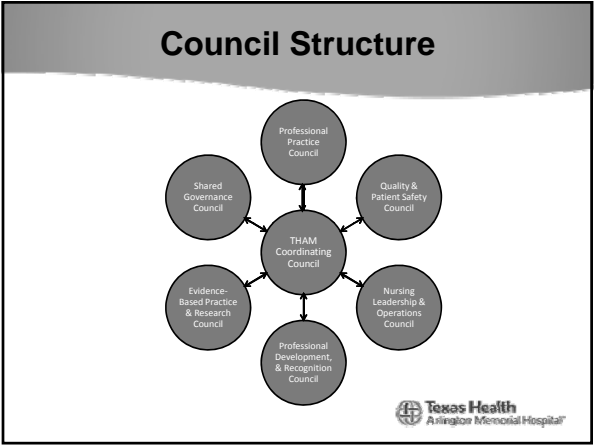 Council Structure
Professional
Practice
Council
Shared
Governance
Council
Quality &
Patient Safety
Council
THAM
Coordinating
Council
Evidence-
Based Practice
& Research
Council
Nursing
Leadership &
Operations
Council
Professional
Development,
& Recognition
Council
Texas Health
Arlington Memorial Hospital®